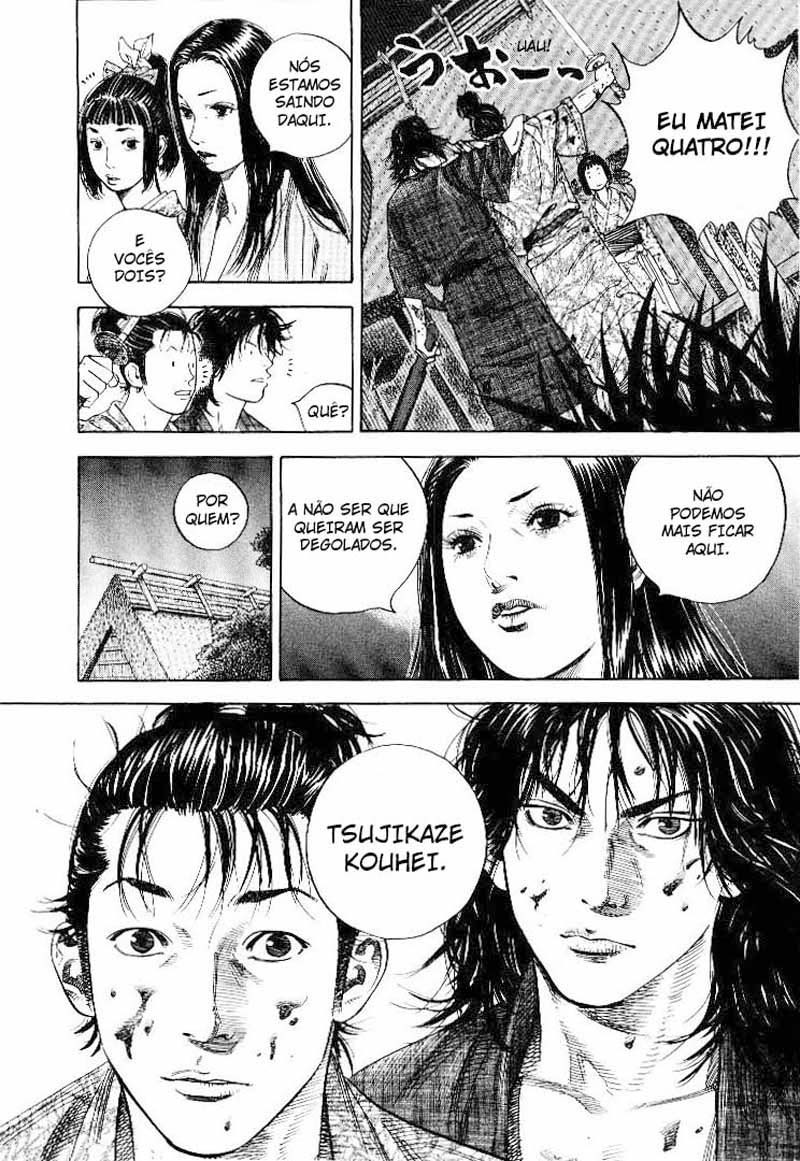 EU MATEI
QUATRO!!!
UAU!
うおーーっ
NÓS
ESTAMOS
SAINDO
DAQUI.
E
VOCÊS
DOIS?
QUÊ?
NÃO
PODEMOS
MAIS FICAR
AQUI.
A NÃO SER QUE
QUEIRAM SER
DEGOLADOS.
POR
QUEM?
TSUJIKAZE
KOUHEI.